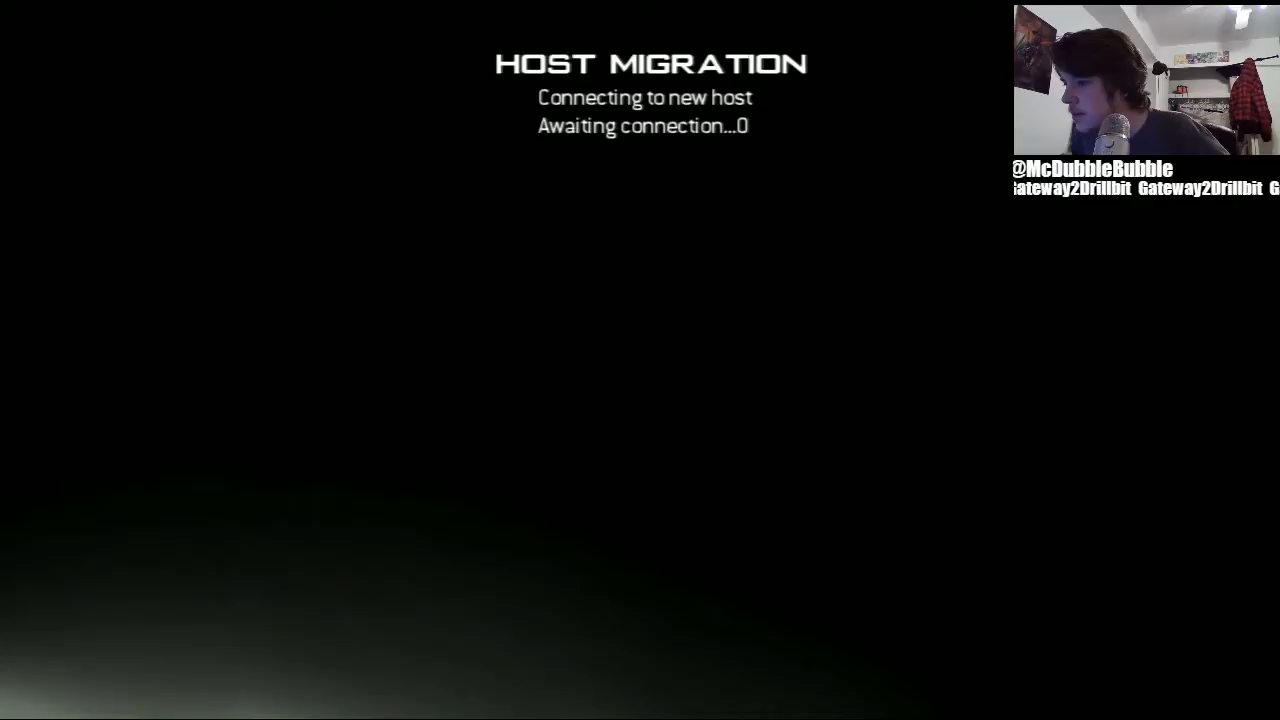 HOST MIGRATION
Connecting to new host
Awaiting connection...0
@McDubbleBubble
Gateway2Drillbit Gateway2Drillbit G